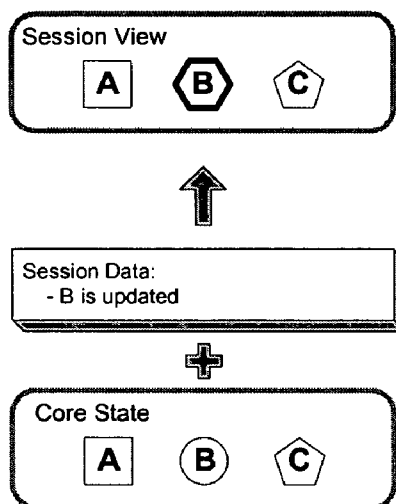 Session View
A B C
Session Data:
- B is updated
Core State
A B C